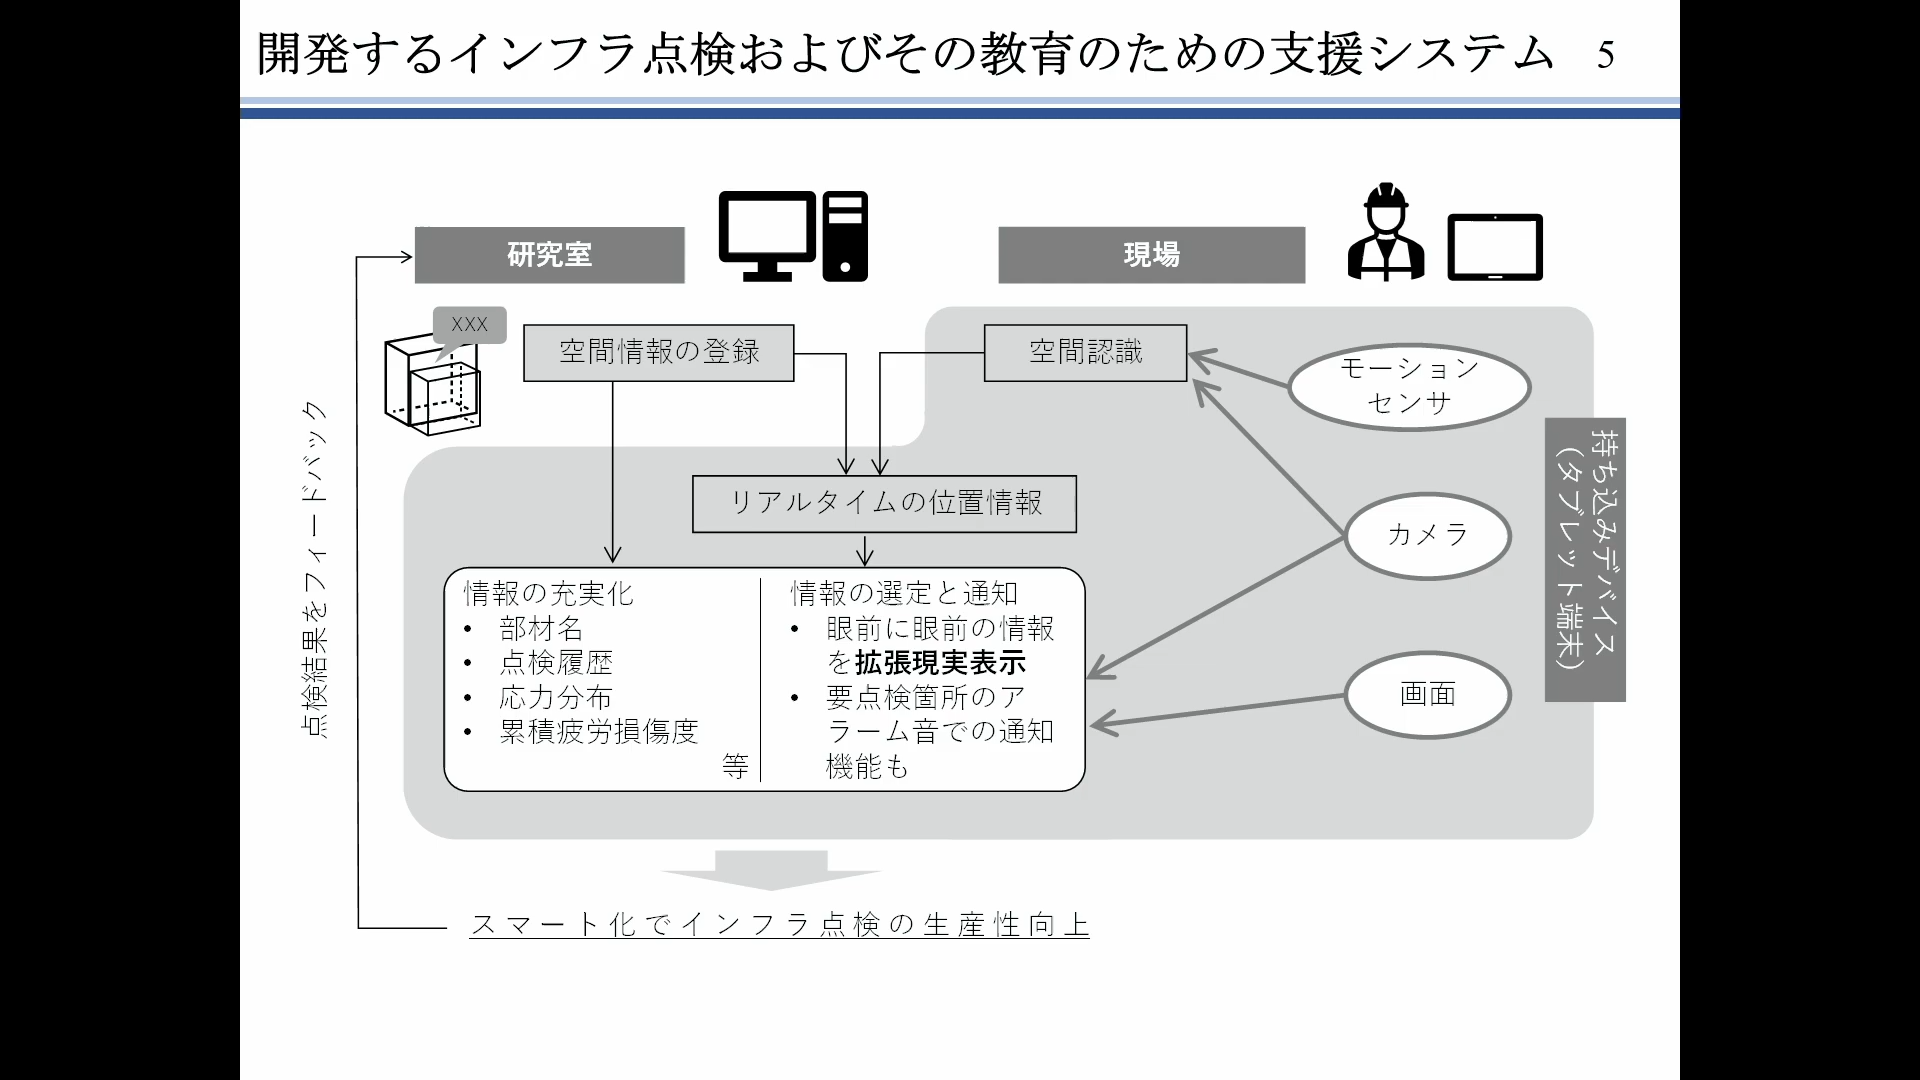 開発するインフラ点検およびその教育のための支援システム 5
研究室
現場
XXX
空間情報の登録
空間認識
モーション
センサ
リアルタイムの位置情報
カメラ
画面
持ち込みデバイス
（タブレット端末）
情報の充実化
• 部材名
• 点検履歴
• 応力分布
• 累積疲労損傷度
等
情報の選定と通知
• 眼前に眼前の情報
を拡張現実表示
• 要点検箇所のア
ラーム音での通知
機能も
点検結果をフィードバック
スマート化でインフラ点検の生産性向上